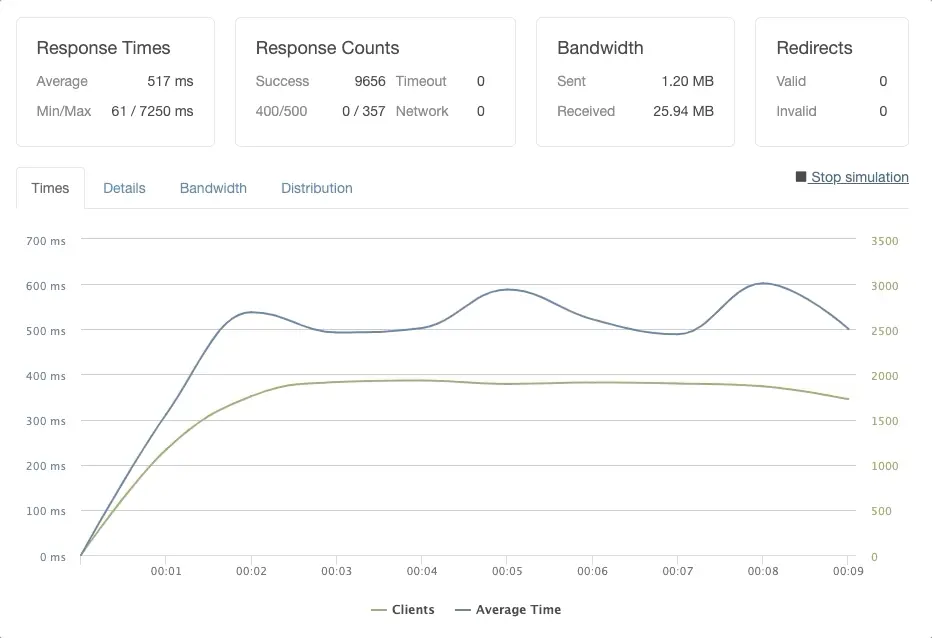 Response Times
Average 517 ms
Min/Max 61 / 7250 ms
Response Counts
Success 9656 Timeout 0
400/500 0 / 357 Network 0
Bandwidth
Sent 1.20 MB
Received 25.94 MB
Redirects
Valid 0
Invalid 0
Times Details Bandwidth Distribution
Stop simulation
700 ms 3500
600 ms 3000
500 ms 2500
400 ms 2000
300 ms 1500
200 ms 1000
100 ms 500
0 ms 0
00:01 00:02 00:03 00:04 00:05 00:06 00:07 00:08 00:09
Clients Average Time